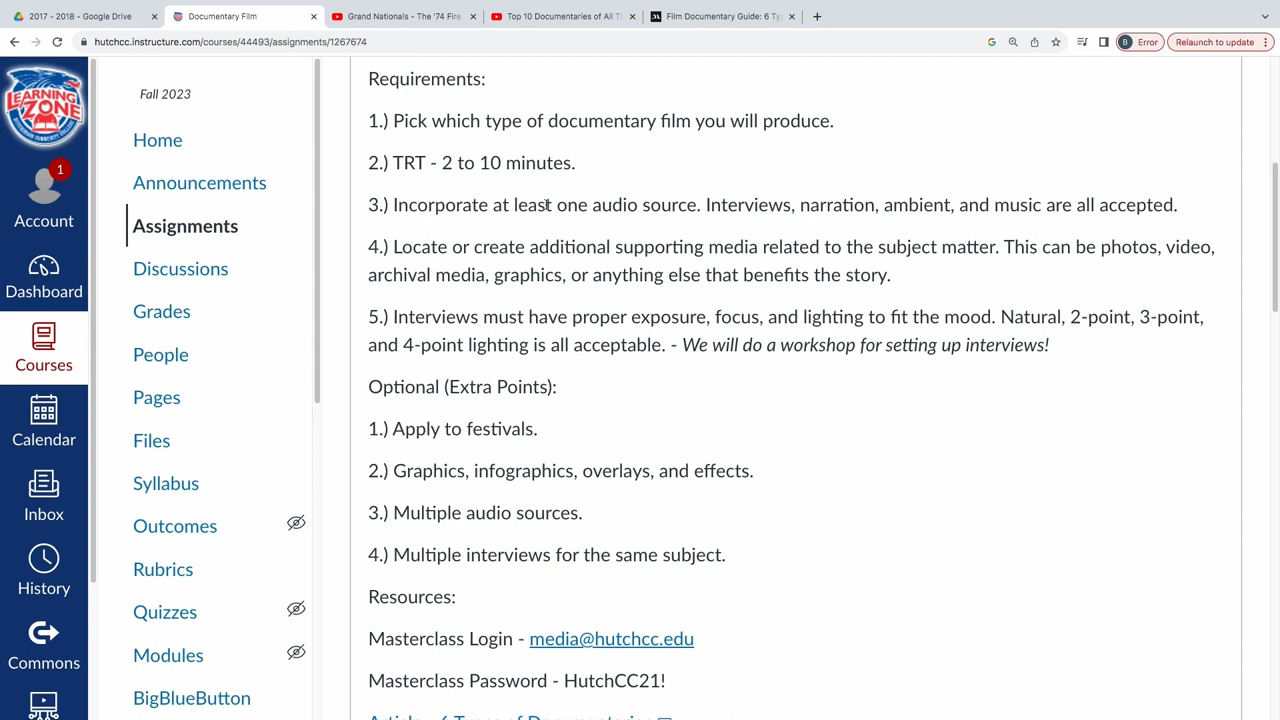 2017 - 2018 - Google Drive
Documentary Film
Grand Nationals - The '74 Fire
Top 10 Documentaries of All Ti
Film Documentary Guide: 6 Ty
hutchcc.instructure.com/courses/44493/assignments/1267674
B Error
Relaunch to update
LEARNING ZONE
1
Account
Dashboard
Courses
Calendar
Inbox
History
Commons
Fall 2023
Home
Announcements
Assignments
Discussions
Grades
People
Pages
Files
Syllabus
Outcomes
Rubrics
Quizzes
Modules
BigBlueButton
Requirements:
1.) Pick which type of documentary film you will produce.
2.) TRT - 2 to 10 minutes.
3.) Incorporate at least one audio source. Interviews, narration, ambient, and music are all accepted.
4.) Locate or create additional supporting media related to the subject matter. This can be photos, video,
archival media, graphics, or anything else that benefits the story.
5.) Interviews must have proper exposure, focus, and lighting to fit the mood. Natural, 2-point, 3-point,
and 4-point lighting is all acceptable. - We will do a workshop for setting up interviews!
Optional (Extra Points):
1.) Apply to festivals.
2.) Graphics, infographics, overlays, and effects.
3.) Multiple audio sources.
4.) Multiple interviews for the same subject.
Resources:
Masterclass Login - media@hutchcc.edu
Masterclass Password - HutchCC21!
Article - 6 Types of Documentaries